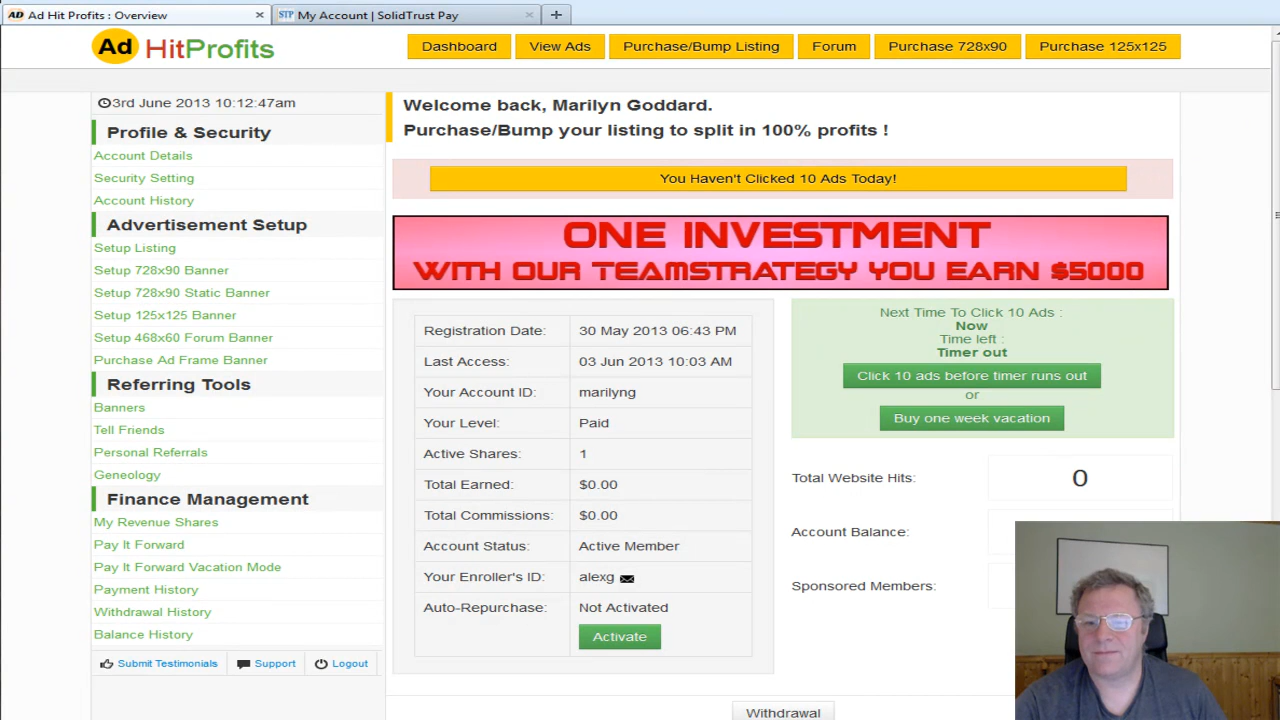 Ad Hit Profits : Overview × STP My Account | SolidTrust Pay × +
Ad HitProfits
Dashboard View Ads Purchase/Bump Listing Forum Purchase 728x90 Purchase 125x125
3rd June 2013 10:12:47am
Profile & Security
Account Details
Security Setting
Account History
Advertisement Setup
Setup Listing
Setup 728x90 Banner
Setup 728x90 Static Banner
Setup 125x125 Banner
Setup 468x60 Forum Banner
Purchase Ad Frame Banner
Referring Tools
Banners
Tell Friends
Personal Referrals
Geneology
Finance Management
My Revenue Shares
Pay It Forward
Pay It Forward Vacation Mode
Payment History
Withdrawal History
Balance History
Submit Testimonials Support Logout
Welcome back, Marilyn Goddard.
Purchase/Bump your listing to split in 100% profits !
You Haven't Clicked 10 Ads Today!
ONE INVESTMENT
WITH OUR TEAMSTRATEGY YOU EARN $5000
Registration Date: 30 May 2013 06:43 PM
Last Access: 03 Jun 2013 10:03 AM
Your Account ID: marilyng
Your Level: Paid
Active Shares: 1
Total Earned: $0.00
Total Commissions: $0.00
Account Status: Active Member
Your Enroller's ID: alexg
Auto-Repurchase: Not Activated
Activate
Next Time To Click 10 Ads :
Now
Time left :
Timer out
Click 10 ads before timer runs out
or
Buy one week vacation
Total Website Hits: 0
Account Balance:
Sponsored Members:
Withdrawal